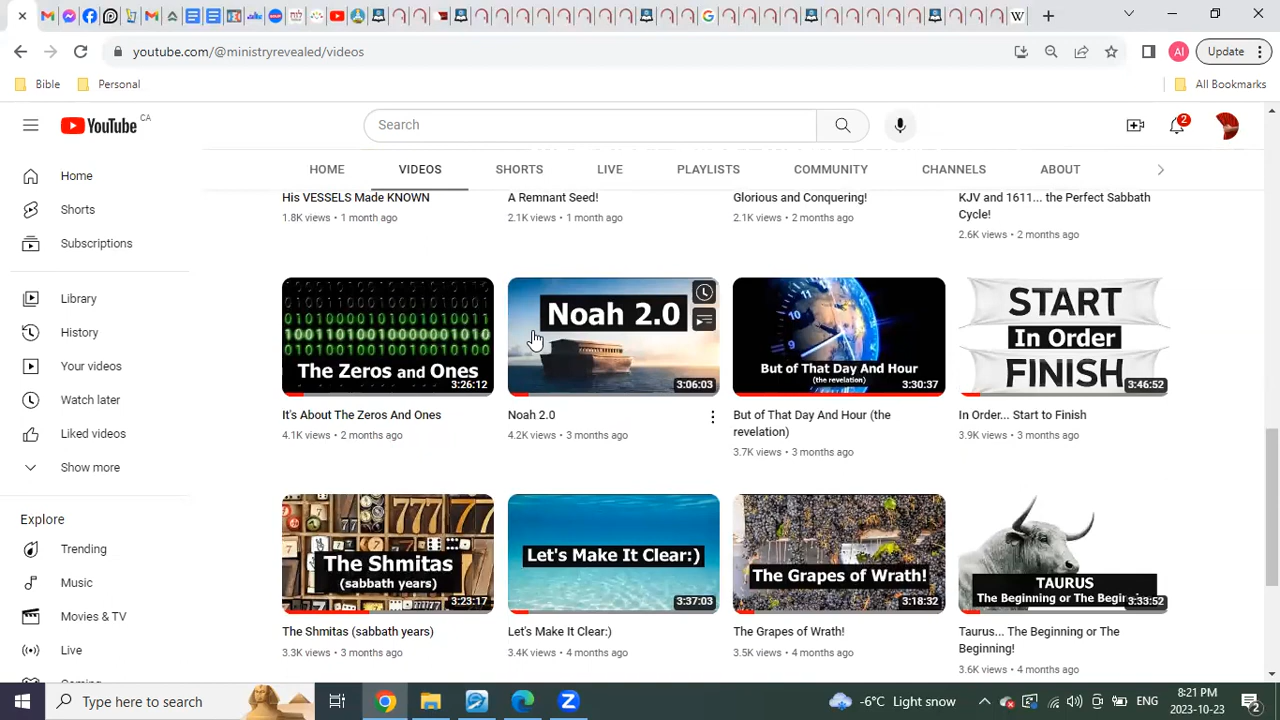 youtube.com/@ministryrevealed/videos
AI
Update
Bible
Personal
All Bookmarks
YouTube CA
Search
2
HOME
VIDEOS
SHORTS
LIVE
PLAYLISTS
COMMUNITY
CHANNELS
ABOUT
Home
Shorts
Subscriptions
Library
History
Your videos
Watch later
Liked videos
Show more
Explore
Trending
Music
Movies & TV
Live
His VESSELS Made KNOWN
1.8K views • 1 month ago
A Remnant Seed!
2.1K views • 1 month ago
Glorious and Conquering!
2.1K views • 2 months ago
KJV and 1611... the Perfect Sabbath
Cycle!
2.6K views • 2 months ago
The Zeros and Ones
3:26:12
It's About The Zeros And Ones
4.1K views • 2 months ago
Noah 2.0
3:06:03
Noah 2.0
4.2K views • 3 months ago
But of That Day And Hour
(the revelation)
3:30:37
But of That Day And Hour (the
revelation)
3.7K views • 3 months ago
START
In Order
FINISH
3:46:52
In Order... Start to Finish
3.9K views • 3 months ago
777
The Shmitas
(sabbath years)
3:23:17
The Shmitas (sabbath years)
3.3K views • 3 months ago
Let's Make It Clear:)
3:37:03
Let's Make It Clear:)
3.4K views • 4 months ago
The Grapes of Wrath!
3:18:32
The Grapes of Wrath!
3.5K views • 4 months ago
TAURUS
The Beginning or The
3:33:52
Taurus... The Beginning or The
Beginning!
3.6K views • 4 months ago
Type here to search
-6°C Light snow
ENG
8:21 PM
2023-10-23
2